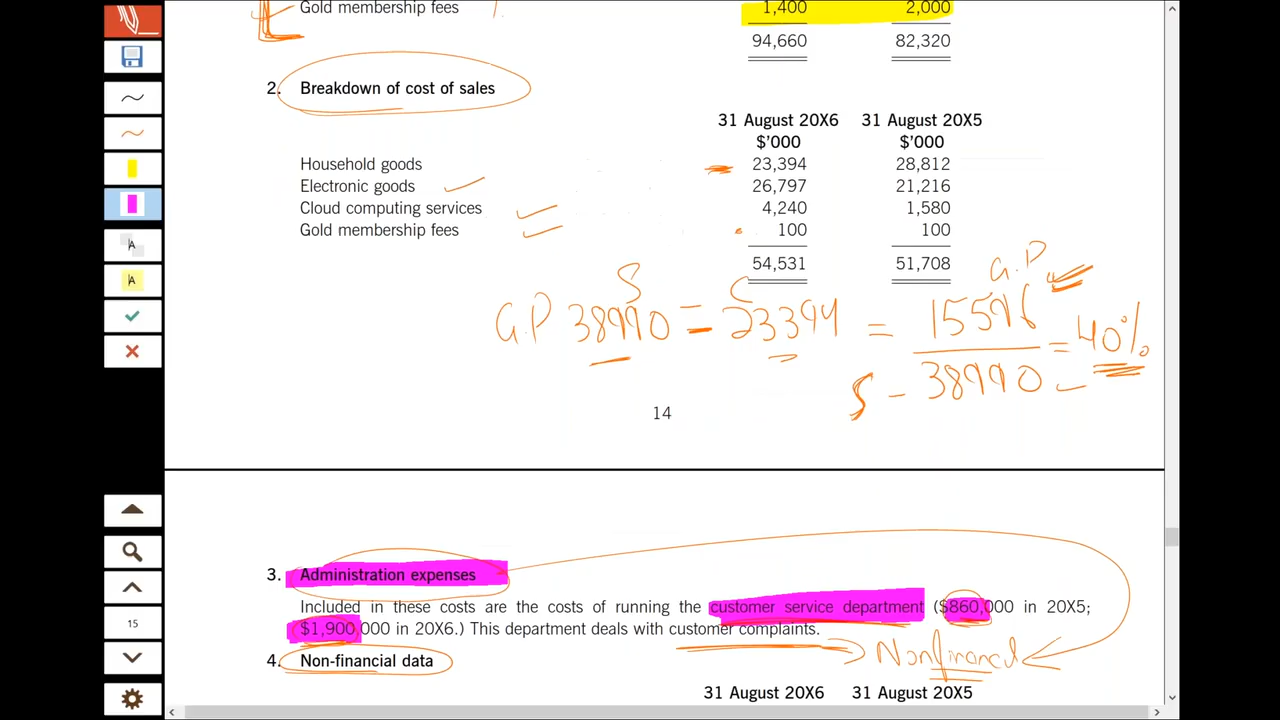 Gold membership fees 1,400 2,000
94,660 82,320
2. Breakdown of cost of sales
31 August 20X6 31 August 20X5
$'000 $'000
Household goods 23,394 28,812
Electronic goods 26,797 21,216
Cloud computing services 4,240 1,580
Gold membership fees 100 100
54,531 51,708
S C G.P
G.P 38990 = 23394 = 15596 = 40%
S - 38990
14
3. Administration expenses
Included in these costs are the costs of running the customer service department ($860,000 in 20X5;
$1,900,000 in 20X6.) This department deals with customer complaints.
Nonfinancial
4. Non-financial data
31 August 20X6 31 August 20X5
A
A
15